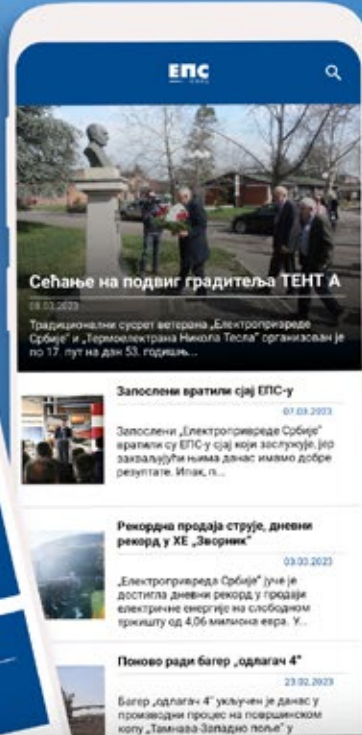 ЕПС
Сећање на подвиг градитеља ТЕНТ А
08.03.2023
Традиционални сусрет ветерана „Електропривреде
Србије" и „Термоелектрана Никола Тесла" организован је
по 17. пут на дан 53. годишњ...
Запослени вратили сјај ЕПС-у
07.03.2023
Запослени „Електропривреде Србије"
вратили су ЕПС-у сјај који заслужује, јер
захваљујући њима данас имамо добре
резултате. Ипак, п...
Рекордна продаја струје, дневни
рекорд у ХЕ „Зворник"
03.03.2023
„Електропривреда Србије" јуче је
достигла дневни рекорд у продаји
електричне енергије на слободном
тржишту од 4,06 милиона евра. У...
Поново ради багер „одлагач 4"
23.02.2023
Багер „одлагач 4" укључен је данас у
производни процес на површинском
копу „Тамнава-Западно поље" у